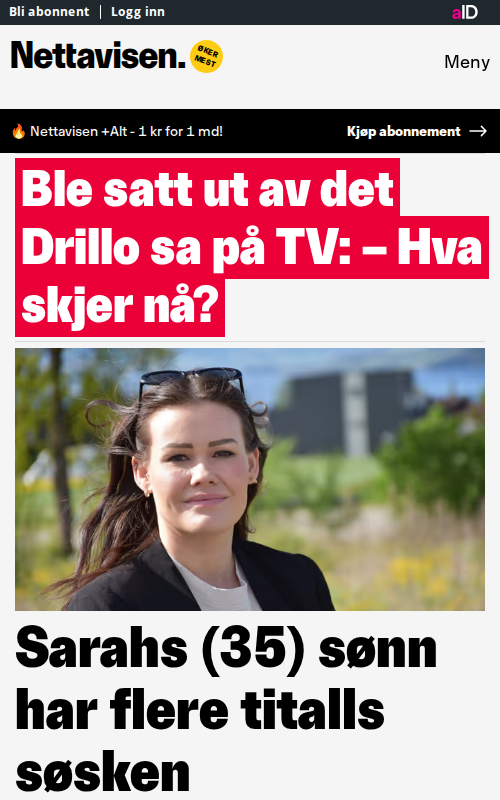 Bli abonnent | Logg inn
aID
Nettavisen.
ØKER
MEST
Meny
🔥 Nettavisen +Alt - 1 kr for 1 md!
Kjøp abonnement →
Ble satt ut av det
Drillo sa på TV: – Hva
skjer nå?
Sarahs (35) sønn
har flere titalls
søsken